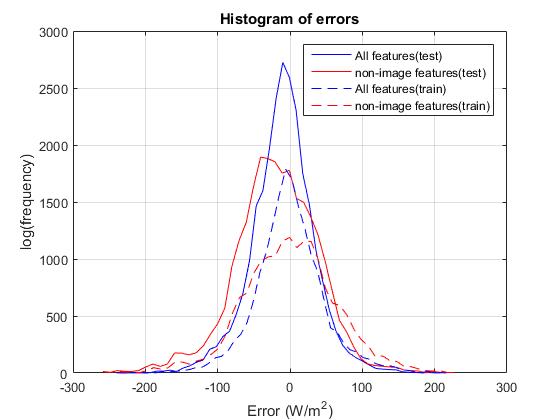 Histogram of errors
3000
2500
2000
1500
1000
500
0
log(frequency)
All features(test)
non-image features(test)
All features(train)
non-image features(train)
-300 -200 -100 0 100 200 300
Error (W/m²)